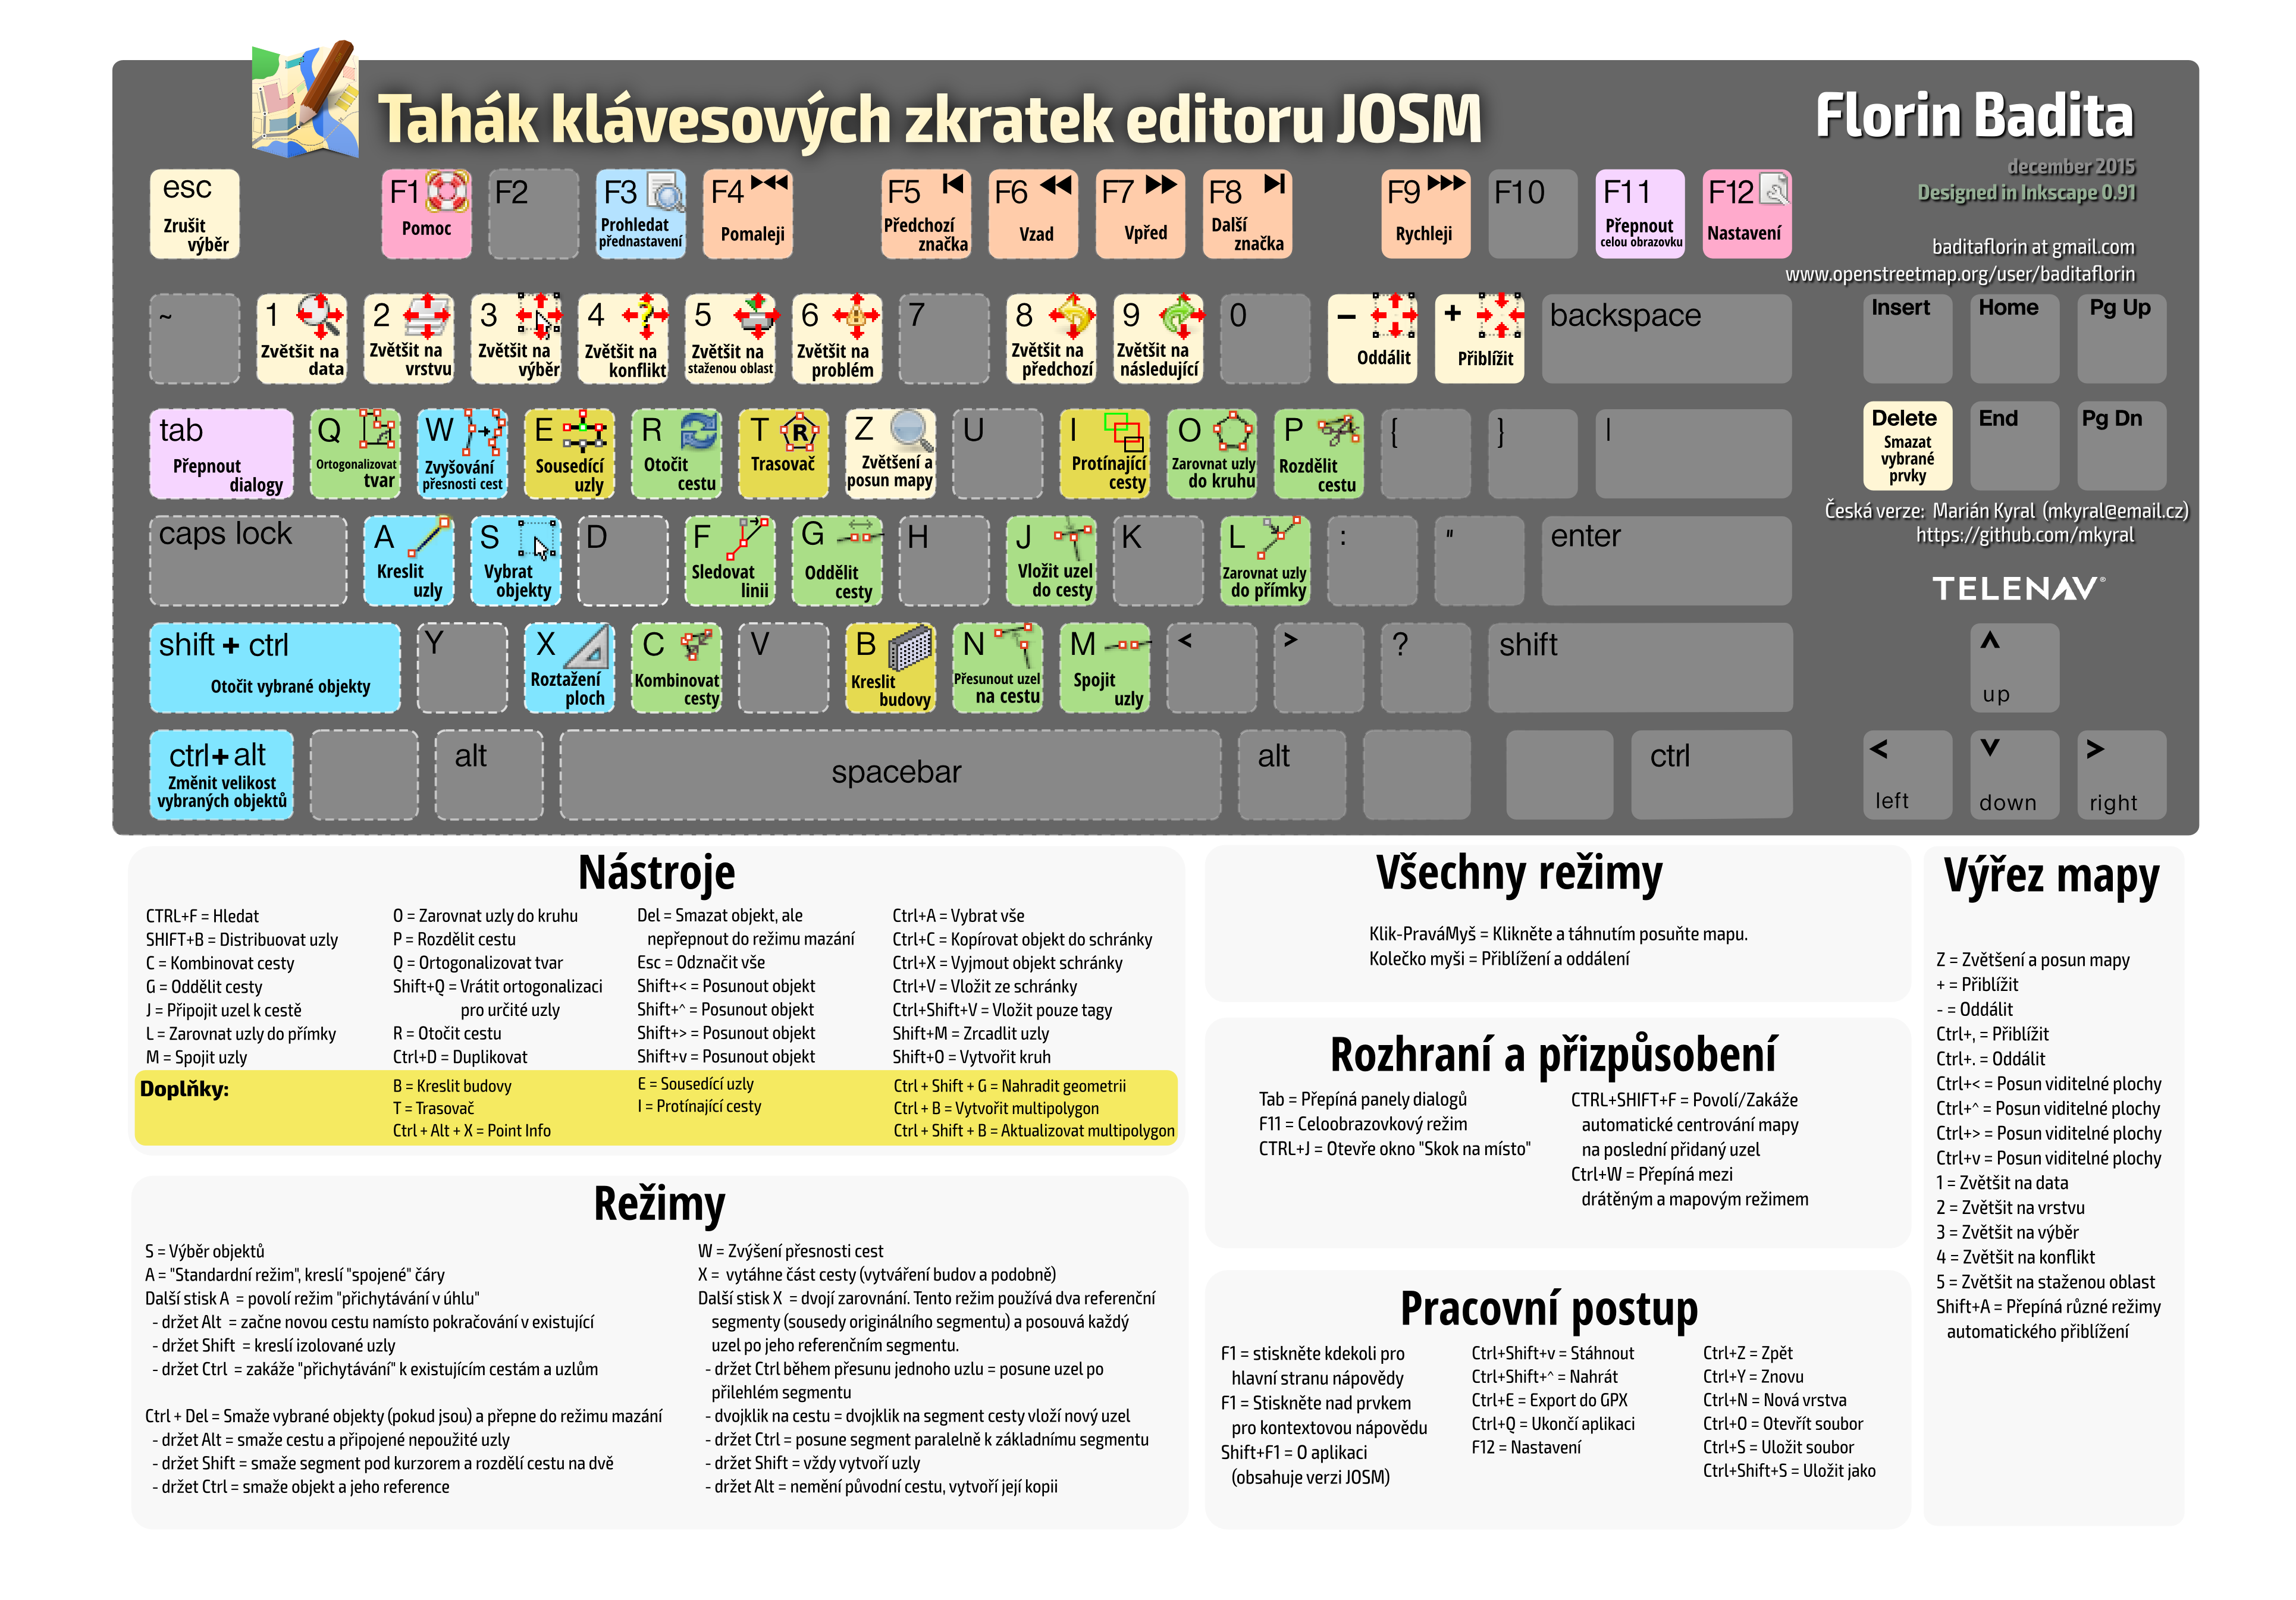 Tahák klávesových zkratek editoru JOSM
Florin Badita
december 2015
Designed in Inkscape 0.91
baditaflorin at gmail.com
www.openstreetmap.org/user/baditaflorin
esc
Zrušit
výběr
F1
Pomoc
F2
F3
Prohledat
přednastavení
F4
Pomaleji
F5
Předchozí
značka
F6
Vzad
F7
Vpřed
F8
Další
značka
F9
Rychleji
F10
F11
Přepnout
celou obrazovku
F12
Nastavení
~
1
Zvětšit na
data
2
Zvětšit na
vrstvu
3
Zvětšit na
výběr
4
Zvětšit na
konflikt
5
Zvětšit na
staženou oblast
6
Zvětšit na
problém
7
8
Zvětšit na
předchozí
9
Zvětšit na
následující
0
–
Oddálit
+
Přiblížit
backspace
Insert
Home
Pg Up
tab
Přepnout
dialogy
Q
Ortogonalizovat
tvar
W
Zvyšování
přesnosti cest
E
Sousedící
uzly
R
Otočit
cestu
T
R
Trasovač
Z
Zvětšení a
posun mapy
U
I
Protínající
cesty
O
Zarovnat uzly
do kruhu
P
Rozdělit
cestu
{
}
|
Delete
Smazat
vybrané
prvky
End
Pg Dn
Česká verze: Marián Kyral (mkyral@email.cz)
https://github.com/mkyral
TELENAV®
caps lock
A
Kreslit
uzly
S
Vybrat
objekty
D
F
Sledovat
linii
G
Oddělit
cesty
H
J
Vložit uzel
do cesty
K
L
Zarovnat uzly
do přímky
:
"
enter
shift + ctrl
Otočit vybrané objekty
Y
X
Roztažení
ploch
C
Kombinovat
cesty
V
B
Kreslit
budovy
N
Přesunout uzel
na cestu
M
Spojit
uzly
<
>
?
shift
up
ctrl+ alt
Změnit velikost
vybraných objektů
alt
spacebar
alt
ctrl
left
down
right
Nástroje
CTRL+F = Hledat
SHIFT+B = Distribuovat uzly
C = Kombinovat cesty
G = Oddělit cesty
J = Připojit uzel k cestě
L = Zarovnat uzly do přímky
M = Spojit uzly
O = Zarovnat uzly do kruhu
P = Rozdělit cestu
Q = Ortogonalizovat tvar
Shift+Q = Vrátit ortogonalizaci
pro určité uzly
R = Otočit cestu
Ctrl+D = Duplikovat
Del = Smazat objekt, ale
nepřepnout do režimu mazání
Esc = Odznačit vše
Shift+< = Posunout objekt
Shift+^ = Posunout objekt
Shift+> = Posunout objekt
Shift+v = Posunout objekt
Ctrl+A = Vybrat vše
Ctrl+C = Kopírovat objekt do schránky
Ctrl+X = Vyjmout objekt schránky
Ctrl+V = Vložit ze schránky
Ctrl+Shift+V = Vložit pouze tagy
Shift+M = Zrcadlit uzly
Shift+O = Vytvořit kruh
Doplňky:
B = Kreslit budovy
T = Trasovač
Ctrl + Alt + X = Point Info
E = Sousedící uzly
I = Protínající cesty
Ctrl + Shift + G = Nahradit geometrii
Ctrl + B = Vytvořit multipolygon
Ctrl + Shift + B = Aktualizovat multipolygon
Režimy
S = Výběr objektů
A = "Standardní režim", kreslí "spojené" čáry
Další stisk A = povolí režim "přichytávání v úhlu"
- držet Alt = začne novou cestu namísto pokračování v existující
- držet Shift = kreslí izolované uzly
- držet Ctrl = zakáže "přichytávání" k existujícím cestám a uzlům
Ctrl + Del = Smaže vybrané objekty (pokud jsou) a přepne do režimu mazání
- držet Alt = smaže cestu a připojené nepoužité uzly
- držet Shift = smaže segment pod kurzorem a rozdělí cestu na dvě
- držet Ctrl = smaže objekt a jeho reference
W = Zvýšení přesnosti cest
X = vytáhne část cesty (vytváření budov a podobně)
Další stisk X = dvojí zarovnání. Tento režim používá dva referenční
segmenty (sousedy originálního segmentu) a posouvá každý
uzel po jeho referenčním segmentu.
- držet Ctrl během přesunu jednoho uzlu = posune uzel po
přilehlém segmentu
- dvojklik na cestu = dvojklik na segment cesty vloží nový uzel
- držet Ctrl = posune segment paralelně k základnímu segmentu
- držet Shift = vždy vytvoří uzly
- držet Alt = nemění původní cestu, vytvoří její kopii
Všechny režimy
Klik-PraváMyš = Klikněte a táhnutím posuňte mapu.
Kolečko myši = Přiblížení a oddálení
Rozhraní a přizpůsobení
Tab = Přepíná panely dialogů
F11 = Celoobrazovkový režim
CTRL+J = Otevře okno "Skok na místo"
CTRL+SHIFT+F = Povolí/Zakáže
automatické centrování mapy
na poslední přidaný uzel
Ctrl+W = Přepíná mezi
drátěným a mapovým režimem
Pracovní postup
F1 = stiskněte kdekoli pro
hlavní stranu nápovědy
F1 = Stiskněte nad prvkem
pro kontextovou nápovědu
Shift+F1 = O aplikaci
(obsahuje verzi JOSM)
Ctrl+Shift+v = Stáhnout
Ctrl+Shift+^ = Nahrát
Ctrl+E = Export do GPX
Ctrl+Q = Ukončí aplikaci
F12 = Nastavení
Ctrl+Z = Zpět
Ctrl+Y = Znovu
Ctrl+N = Nová vrstva
Ctrl+O = Otevřít soubor
Ctrl+S = Uložit soubor
Ctrl+Shift+S = Uložit jako
Výřez mapy
Z = Zvětšení a posun mapy
+ = Přiblížit
- = Oddálit
Ctrl+, = Přiblížit
Ctrl+. = Oddálit
Ctrl+< = Posun viditelné plochy
Ctrl+^ = Posun viditelné plochy
Ctrl+> = Posun viditelné plochy
Ctrl+v = Posun viditelné plochy
1 = Zvětšit na data
2 = Zvětšit na vrstvu
3 = Zvětšit na výběr
4 = Zvětšit na konflikt
5 = Zvětšit na staženou oblast
Shift+A = Přepíná různé režimy
automatického přiblížení